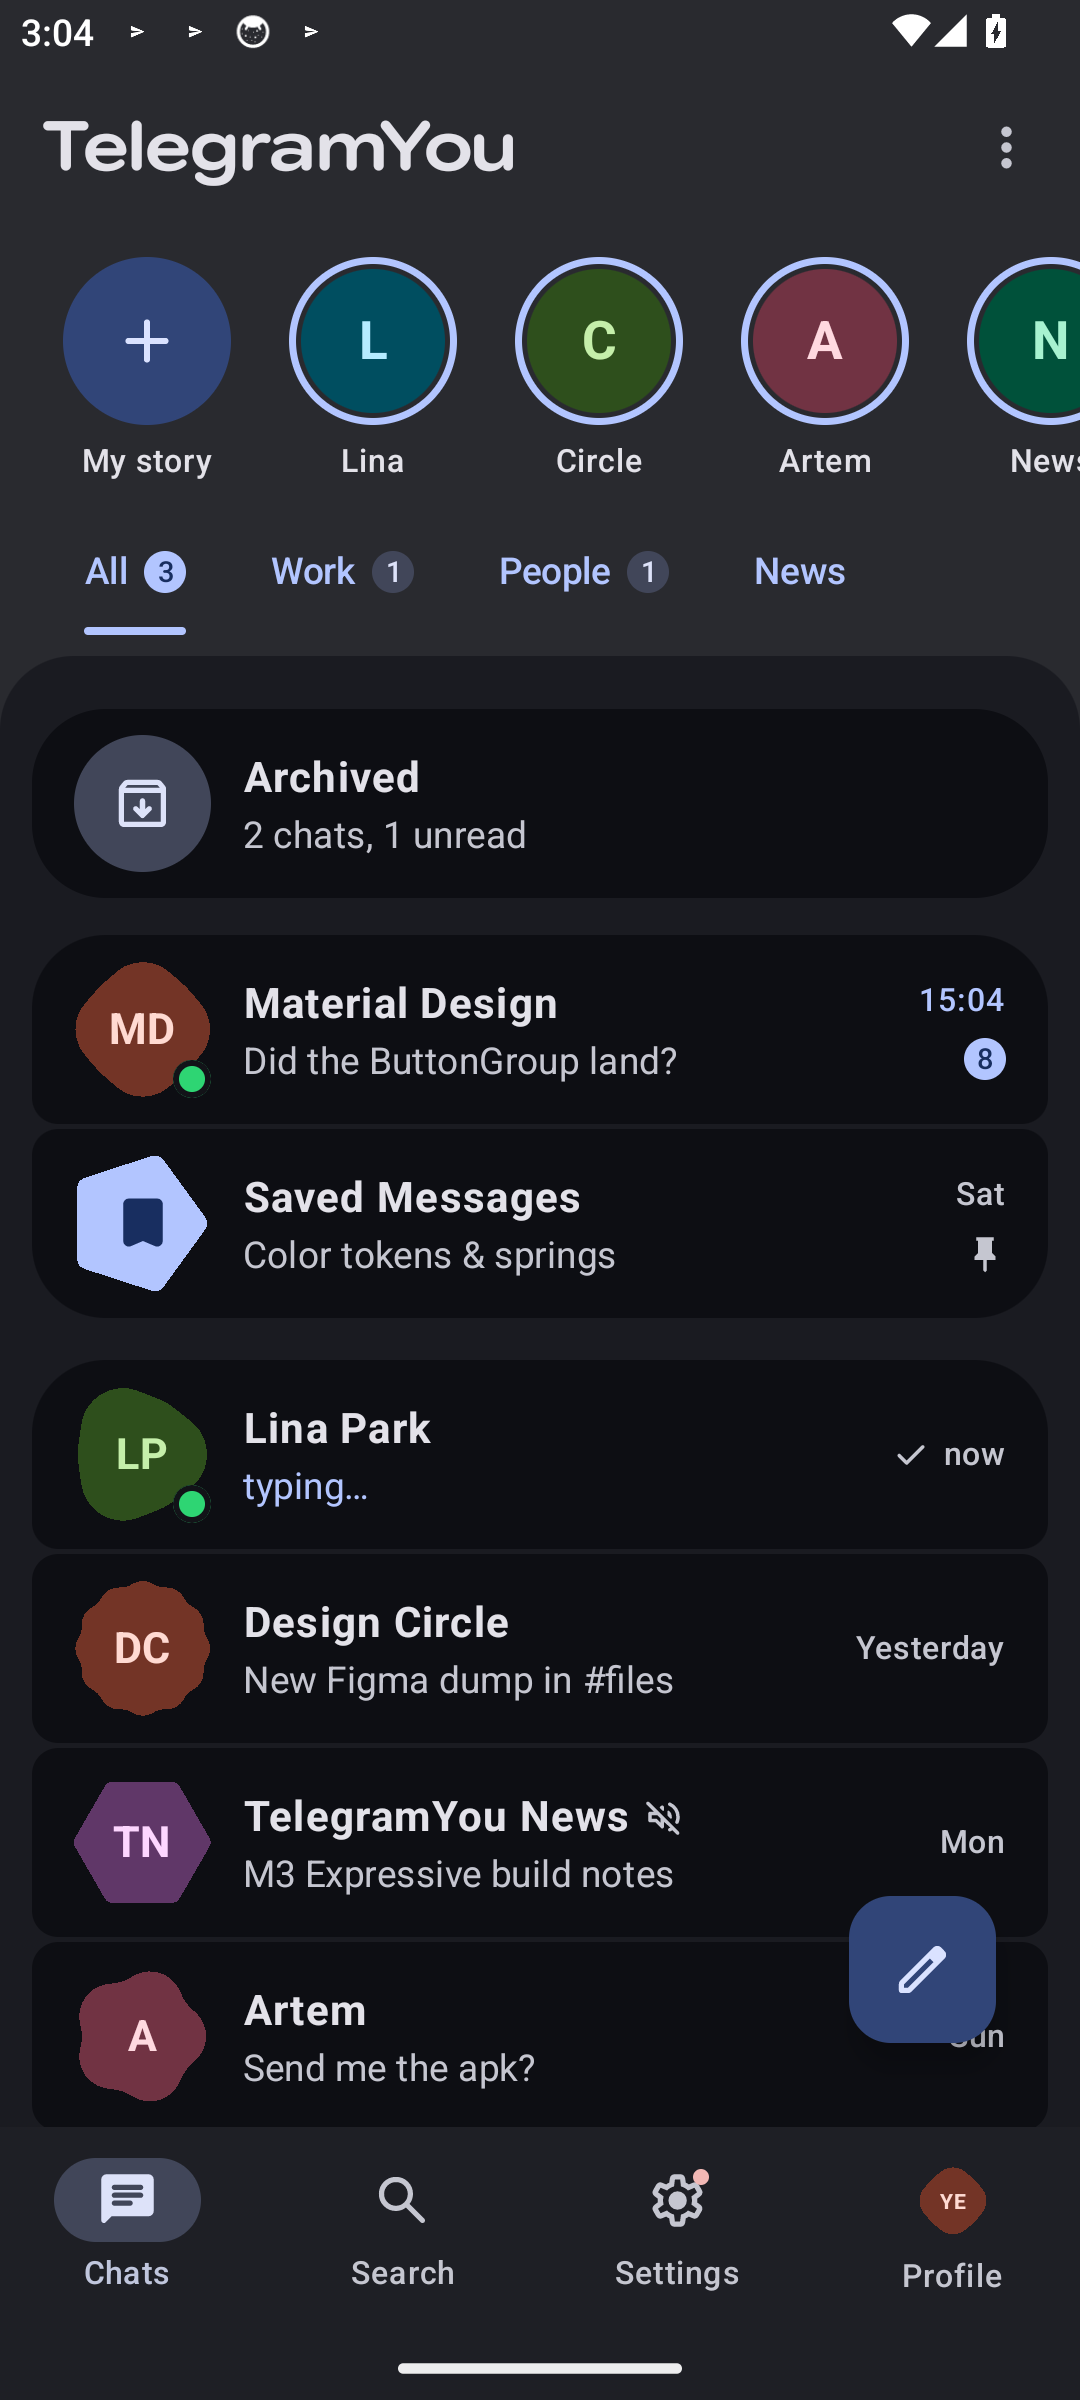 3:04
TelegramYou
L
C
A
N
My story
Lina
Circle
Artem
News
All 3
Work 1
People 1
News
Archived
2 chats, 1 unread
MD
Material Design
15:04
Did the ButtonGroup land?
8
Saved Messages
Sat
Color tokens & springs
LP
Lina Park
now
typing…
DC
Design Circle
Yesterday
New Figma dump in #files
TN
TelegramYou News
Mon
M3 Expressive build notes
A
Artem
Sun
Send me the apk?
YE
Chats
Search
Settings
Profile